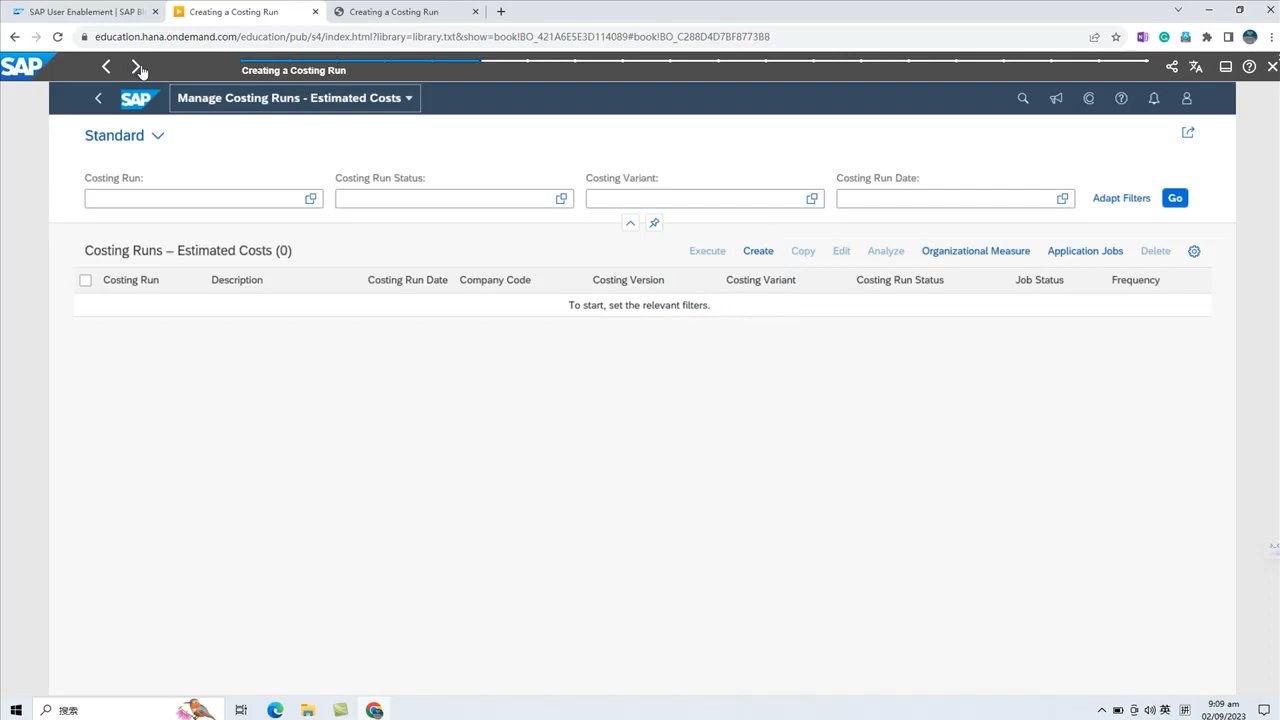 SAP User Enablement | SAP Bl
Creating a Costing Run
Creating a Costing Run
education.hana.ondemand.com/education/pub/s4/index.html?library=library.txt&show=book!BO_421A6E5E3D114089#book!BO_C288D4D7BF8773B8
SAP
Creating a Costing Run
SAP
Manage Costing Runs - Estimated Costs
Standard
Costing Run:
Costing Run Status:
Costing Variant:
Costing Run Date:
Adapt Filters
Go
Costing Runs – Estimated Costs (0)
Execute
Create
Copy
Edit
Analyze
Organizational Measure
Application Jobs
Delete
Costing Run
Description
Costing Run Date
Company Code
Costing Version
Costing Variant
Costing Run Status
Job Status
Frequency
To start, set the relevant filters.
搜索
英
拼
9:09 am
02/09/2023